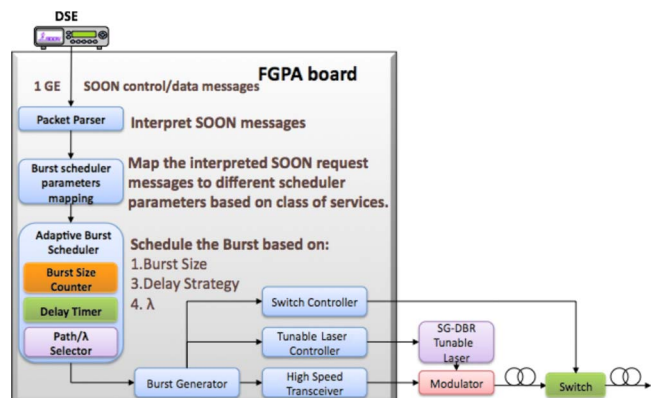 DSE
FGPA board
1 GE SOON control/data messages
Packet Parser
Interpret SOON messages
Burst scheduler
parameters
mapping
Map the interpreted SOON request
messages to different scheduler
parameters based on class of services.
Adaptive Burst
Scheduler
Burst Size
Counter
Delay Timer
Path/λ
Selector
Schedule the Burst based on:
1.Burst Size
3.Delay Strategy
4. λ
Switch Controller
Tunable Laser
Controller
SG-DBR
Tunable
Laser
Burst Generator
High Speed
Transceiver
Modulator
Switch